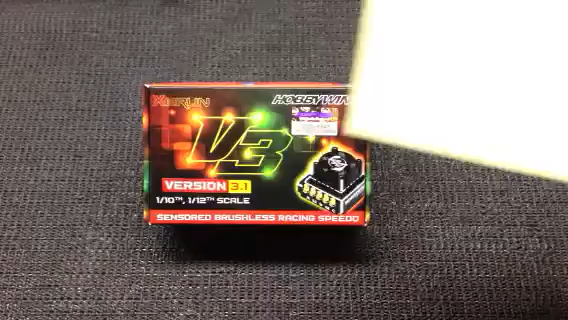 XERUN
HOBBYWING
V3
VERSION 3.1
1/10TH, 1/12TH SCALE
SENSORED BRUSHLESS RACING SPEEDO